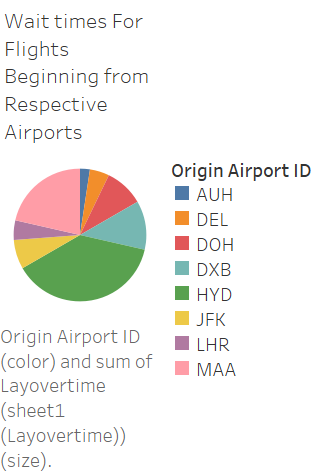 Wait times For
Flights
Beginning from
Respective
Airports
Origin Airport ID
AUH
DEL
DOH
DXB
HYD
JFK
LHR
MAA
Origin Airport ID
(color) and sum of
Layovertime
(sheet1
(Layovertime))
(size).